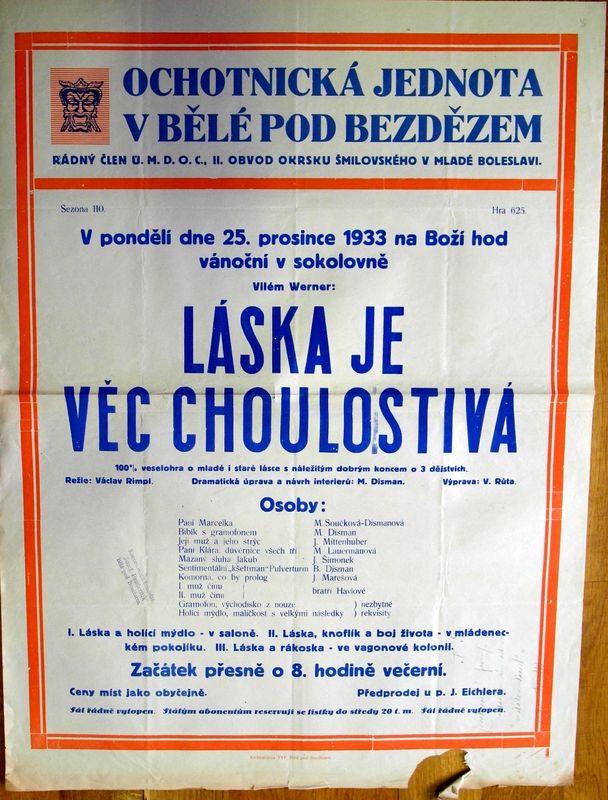 OCHOTNICKÁ JEDNOTA
V BĚLÉ POD BEZDĚZEM
ŘÁDNÝ ČLEN Ú. M. D. O. C., II. OBVOD OKRSKU ŠMILOVSKÉHO V MLADÉ BOLESLAVI.
Sezona 110. Hra 625.
V pondělí dne 25. prosince 1933 na Boží hod
vánoční v sokolovně
Vilém Werner:
LÁSKA JE
VĚC CHOULOSTIVÁ
100% veselohra o mladé i staré lásce s náležitým dobrým koncem o 3 dějstvích.
Režie: Václav Rimpl. Dramatická úprava a návrh interierů: M. Disman. Výprava: V. Růta.
Osoby:
Paní Marcelka M. Součková-Dismanová
Bibík s gramofonem M. Disman
Její muž a jeho strýc J. Mittenhuber
Paní Klára, důvěrnice všech tří M. Lauermanová
Mazaný sluha Jakub J. Šimonek
Sentimentální „kšeftman" Pulverturm B. Disman
Komorná, co by prolog J. Marešová
I. muž činu
II. muž činu bratři Havlové
Gramofon, východisko z nouze ) nezbytné
Holicí mýdlo, maličkost s velkými následky ) rekvisity
I. Láska a holicí mýdlo - v saloně. II. Láska, knoflík a boj života - v mládenec-
kém pokojíku. III. Láska a rákoska - ve vagonové kolonii.
Začátek přesně o 8. hodině večerní.
Ceny míst jako obyčejně. Předprodej u p. J. Eichlera.
Sál řádně vytopen. Stálým abonentům reservují se lístky do středy 20 t. m. Sál řádně vytopen.